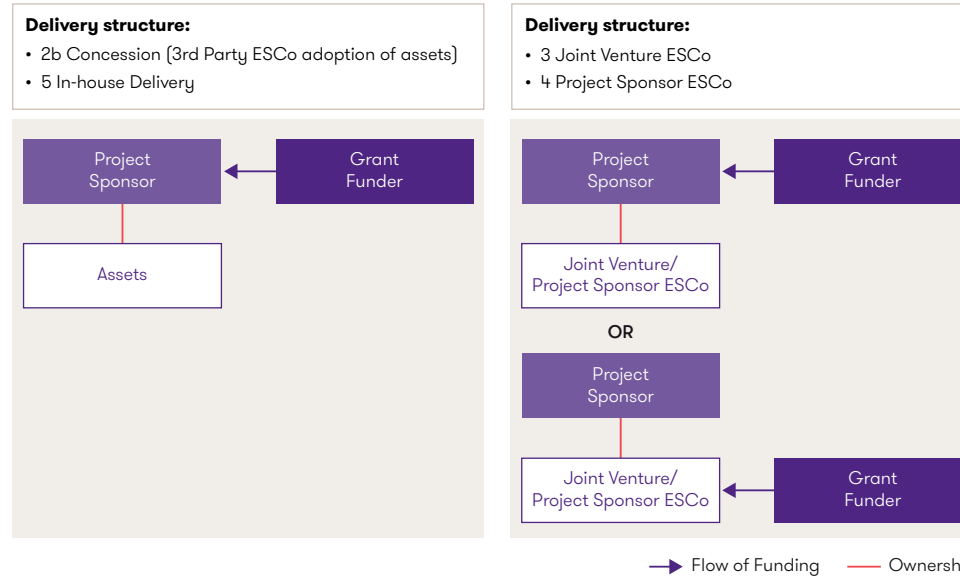 Delivery structure:
• 2b Concession (3rd Party ESCo adoption of assets)
• 5 In-house Delivery
Project
Sponsor
Grant
Funder
Assets
Delivery structure:
• 3 Joint Venture ESCo
• 4 Project Sponsor ESCo
Project
Sponsor
Grant
Funder
Joint Venture/
Project Sponsor ESCo
OR
Project
Sponsor
Joint Venture/
Project Sponsor ESCo
Grant
Funder
Flow of Funding
Ownersh